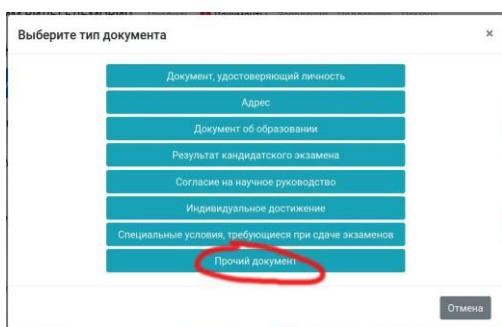 Выберите тип документа
×
Документ, удостоверяющий личность
Адрес
Документ об образовании
Результат кандидатского экзамена
Согласие на научное руководство
Индивидуальное достижение
Специальные условия, требующиеся при сдаче экзаменов
Прочий документ
Отмена